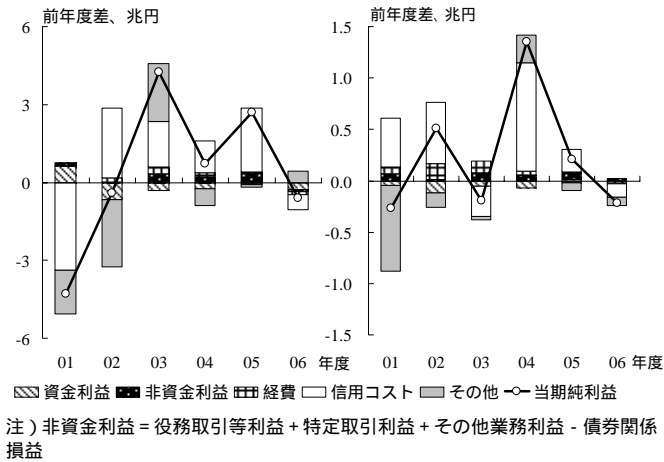 前年度差、兆円
6
3
0
-3
-6
01 02 03 04 05 06 年度
前年度差、兆円
1.5
1.0
0.5
0.0
-0.5
-1.0
-1.5
01 02 03 04 05 06 年度
資金利益 非資金利益 経費 信用コスト その他 当期純利益
注）非資金利益 = 役務取引等利益 + 特定取引利益 + その他業務利益 - 債券関係
損益